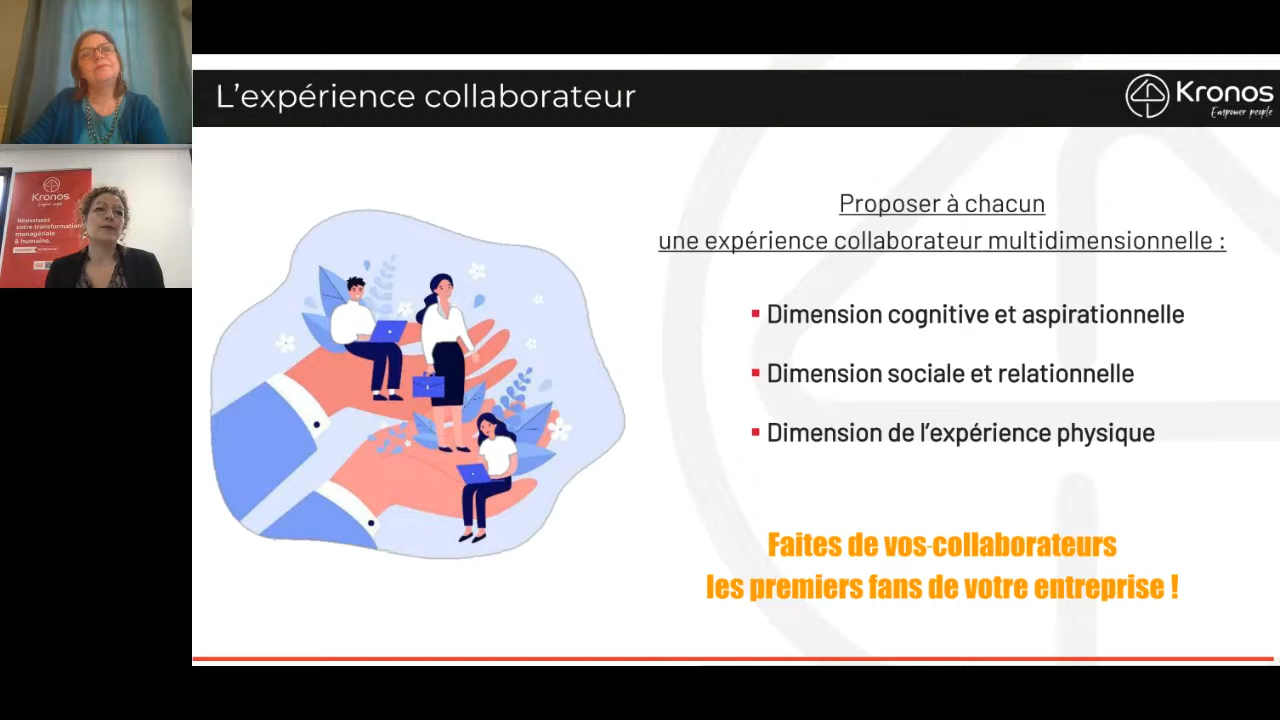 L'expérience collaborateur
Kronos
Empower people
Proposer à chacun
une expérience collaborateur multidimensionnelle :
▪ Dimension cognitive et aspirationnelle
▪ Dimension sociale et relationnelle
▪ Dimension de l'expérience physique
Faites de vos-collaborateurs
les premiers fans de votre entreprise !
Kronos
Empower people
Réussissez
votre transformation
managériale
& humaine.